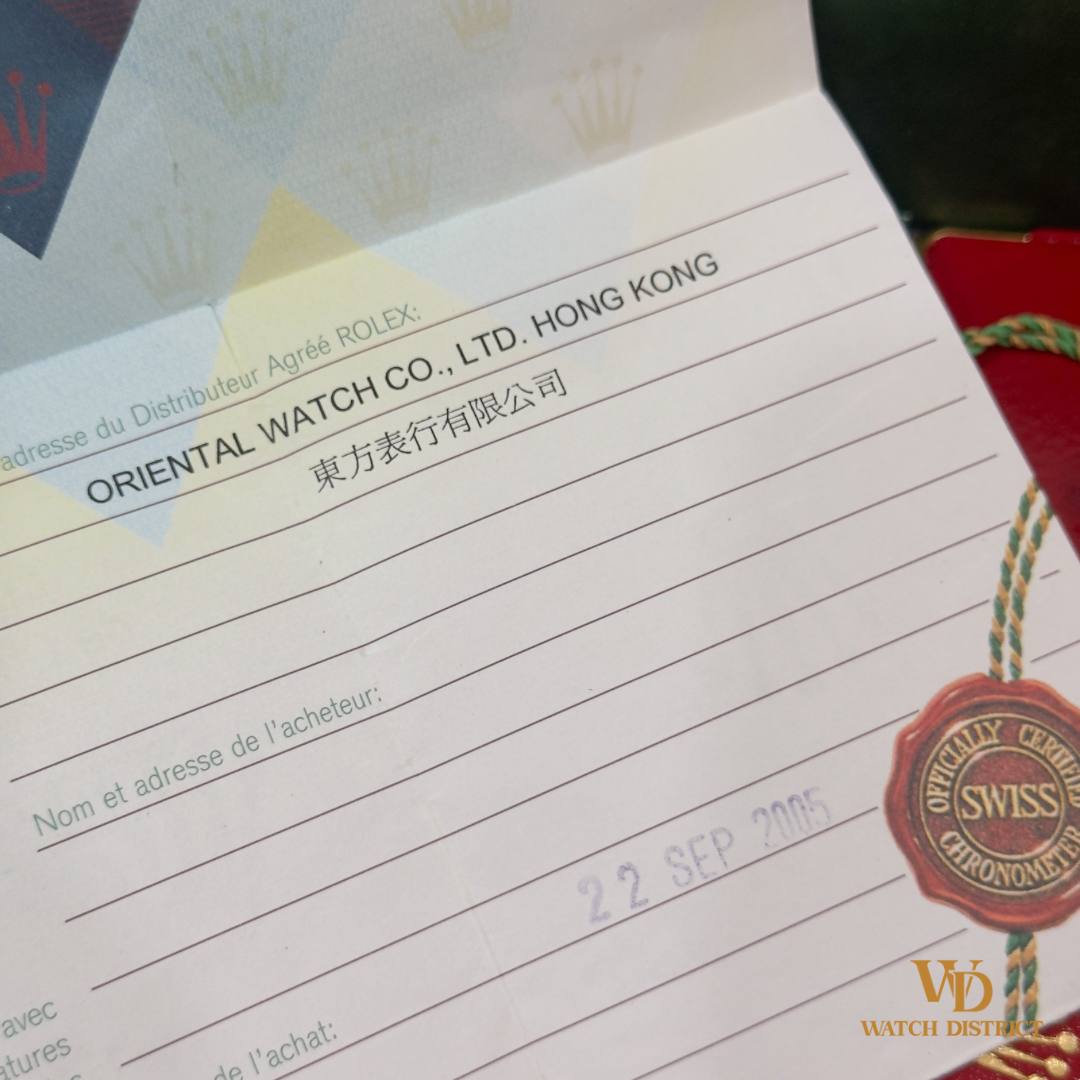 adresse du Distributeur Agréé ROLEX:
ORIENTAL WATCH CO., LTD. HONG KONG
東方表行有限公司
Nom et adresse de l'acheteur:
22 SEP 2005
OFFICIALLY CERTIFIED
SWISS
CHRONOMETER
avec
de l'achat:
WD
WATCH DISTRICT